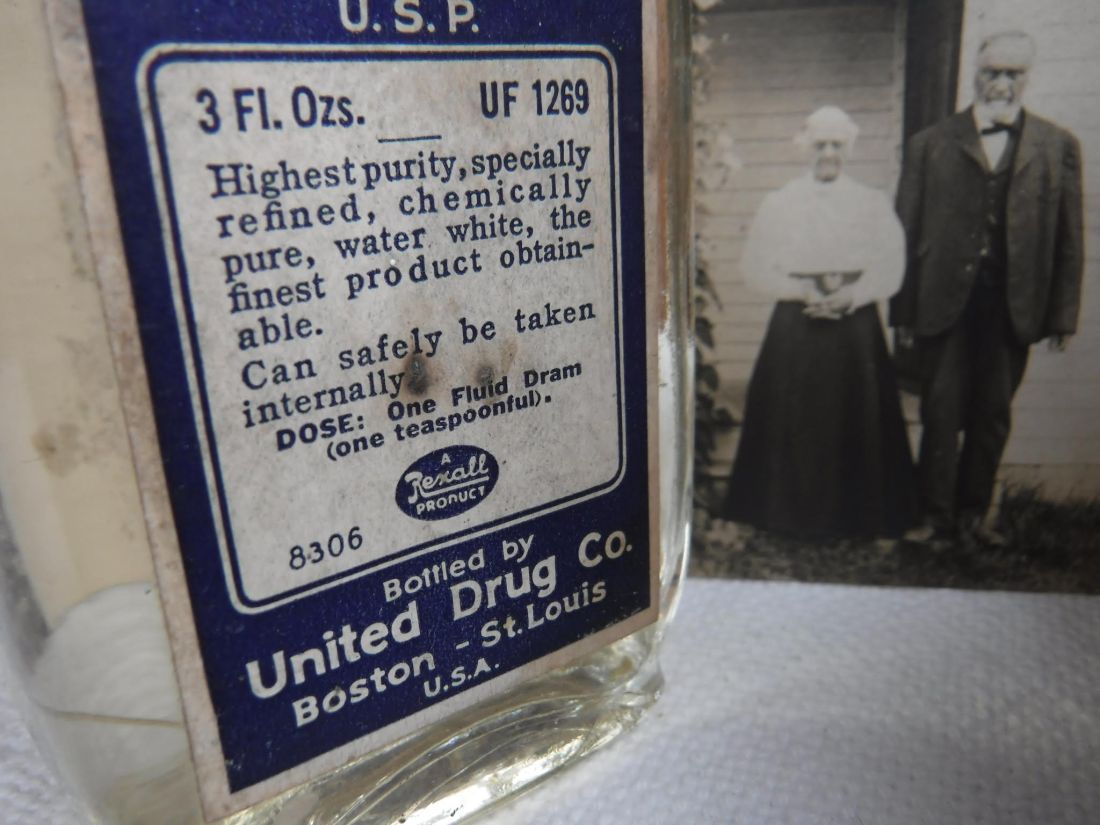 U.S.P.
3 Fl. Ozs. UF 1269
Highest purity, specially
refined, chemically
pure, water white, the
finest product obtain-
able.
Can safely be taken
internally
DOSE: One Fluid Dram
(one teaspoonful).
A
Rexall
PRODUCT
8306
Bottled by
United Drug Co.
Boston - St. Louis
U.S.A.